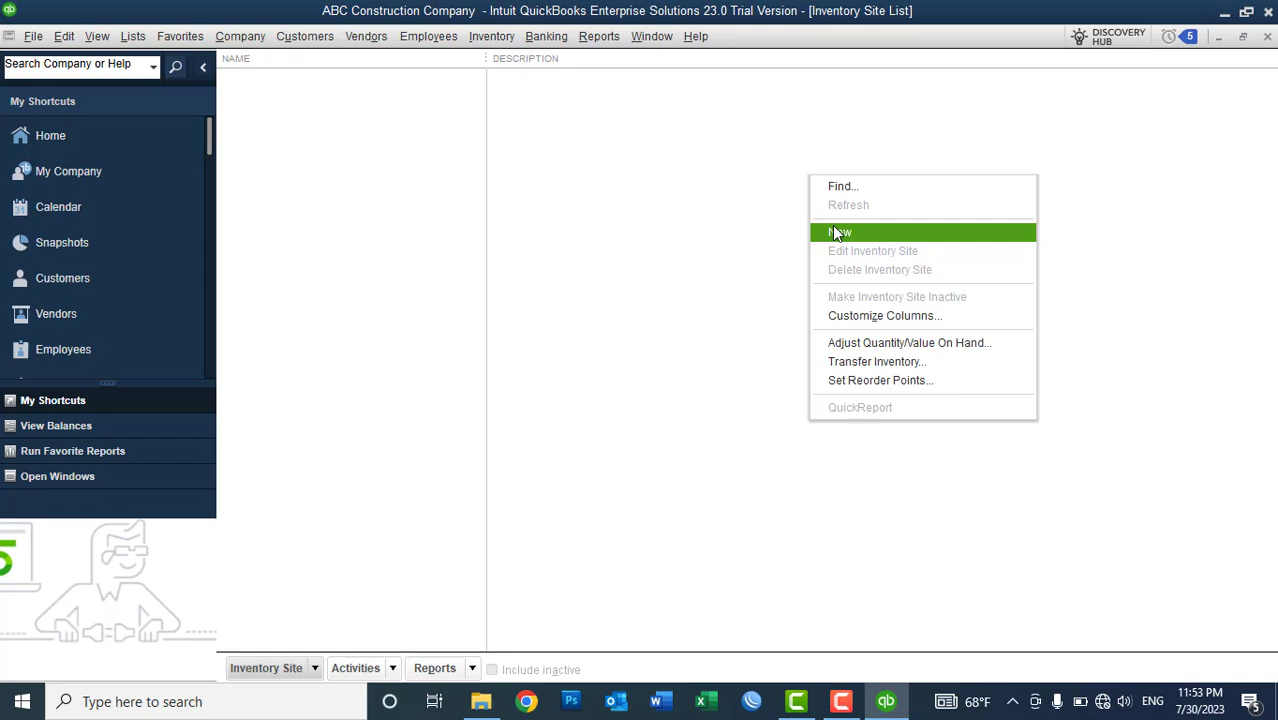 ABC Construction Company - Intuit QuickBooks Enterprise Solutions 23.0 Trial Version - [Inventory Site List]
File Edit View Lists Favorites Company Customers Vendors Employees Inventory Banking Reports Window Help
DISCOVERY
HUB
5
Search Company or Help
NAME
DESCRIPTION
My Shortcuts
Home
My Company
Calendar
Snapshots
Customers
Vendors
Employees
My Shortcuts
View Balances
Run Favorite Reports
Open Windows
Find...
Refresh
New
Edit Inventory Site
Delete Inventory Site
Make Inventory Site Inactive
Customize Columns...
Adjust Quantity/Value On Hand...
Transfer Inventory...
Set Reorder Points...
QuickReport
Inventory Site
Activities
Reports
Include inactive
Type here to search
68°F
ENG
11:53 PM
7/30/2023
5